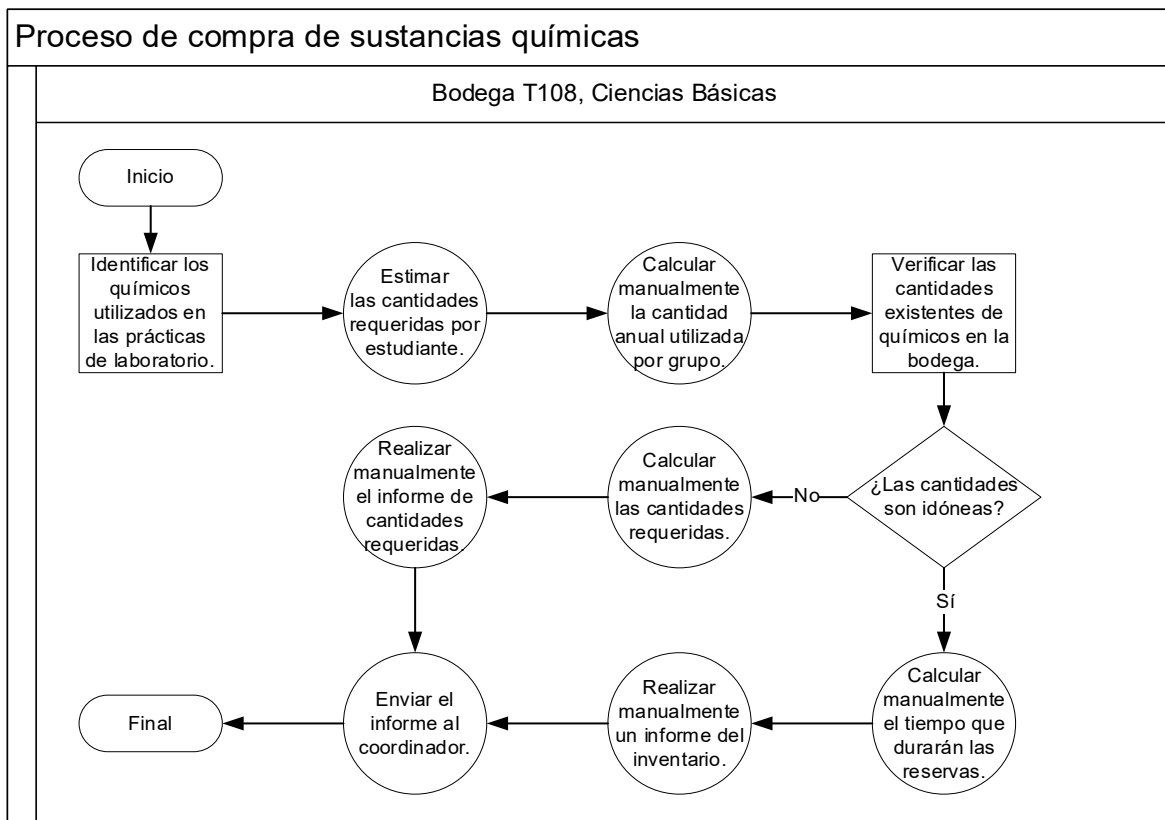 Proceso de compra de sustancias químicas
Bodega T108, Ciencias Básicas
Inicio
Identificar los
químicos
utilizados en
las prácticas
de laboratorio.
Estimar
las cantidades
requeridas por
estudiante.
Calcular
manualmente
la cantidad
anual utilizada
por grupo.
Verificar las
cantidades
existentes de
químicos en la
bodega.
¿Las cantidades
son idóneas?
No
Calcular
manualmente
las cantidades
requeridas.
Realizar
manualmente
el informe de
cantidades
requeridas.
Sí
Calcular
manualmente
el tiempo que
durarán las
reservas.
Realizar
manualmente
un informe del
inventario.
Enviar el
informe al
coordinador.
Final